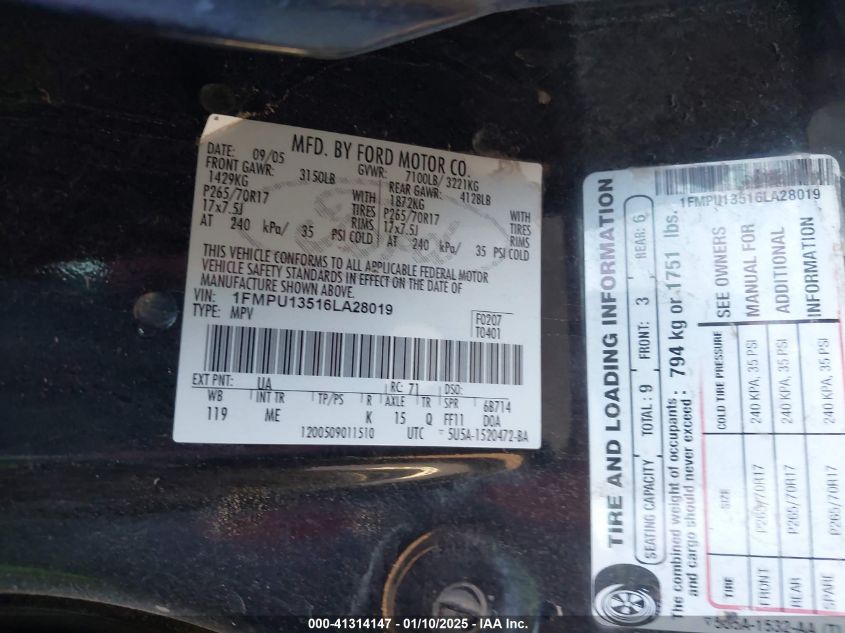 MFD. BY FORD MOTOR CO.
DATE: 09/05 GVWR: 7100LB/ 3221KG
FRONT GAWR: 3150LB REAR GAWR: 4128LB
1429KG WITH 1872KG WITH
P265/70R17 TIRES P265/70R17 TIRES
17x7.5J RIMS 17x7.5J RIMS
AT 240 kPa/ 35 PSI COLD AT 240 kPa/ 35 PSI COLD
THIS VEHICLE CONFORMS TO ALL APPLICABLE FEDERAL MOTOR
VEHICLE SAFETY STANDARDS IN EFFECT ON THE DATE OF
MANUFACTURE SHOWN ABOVE.
VIN: 1FMPU13516LA28019
TYPE: MPV
F0207
T0401
EXT PNT: UA RC: 71 DSO:
WB INT TR TP/PS R AXLE TR SPR 6B714
119 ME K 15 Q FF11 DOA
1200509011510 UTC 5U5A-1520472-BA
1FMPU13516LA28019
TIRE AND LOADING INFORMATION
SEATING CAPACITY TOTAL: 9 FRONT: 3 REAR: 6
The combined weight of occupants and cargo should never exceed: 794 kg or 1751 lbs.
TIRE SIZE COLD TIRE PRESSURE
FRONT P265/70R17 240 KPA, 35 PSI
REAR P265/70R17 240 KPA, 35 PSI
SPARE P265/70R17 240 KPA, 35 PSI
SEE OWNERS
MANUAL FOR
ADDITIONAL
INFORMATION
5U5A-1532-AA
000-41314147 - 01/10/2025 - IAA Inc.